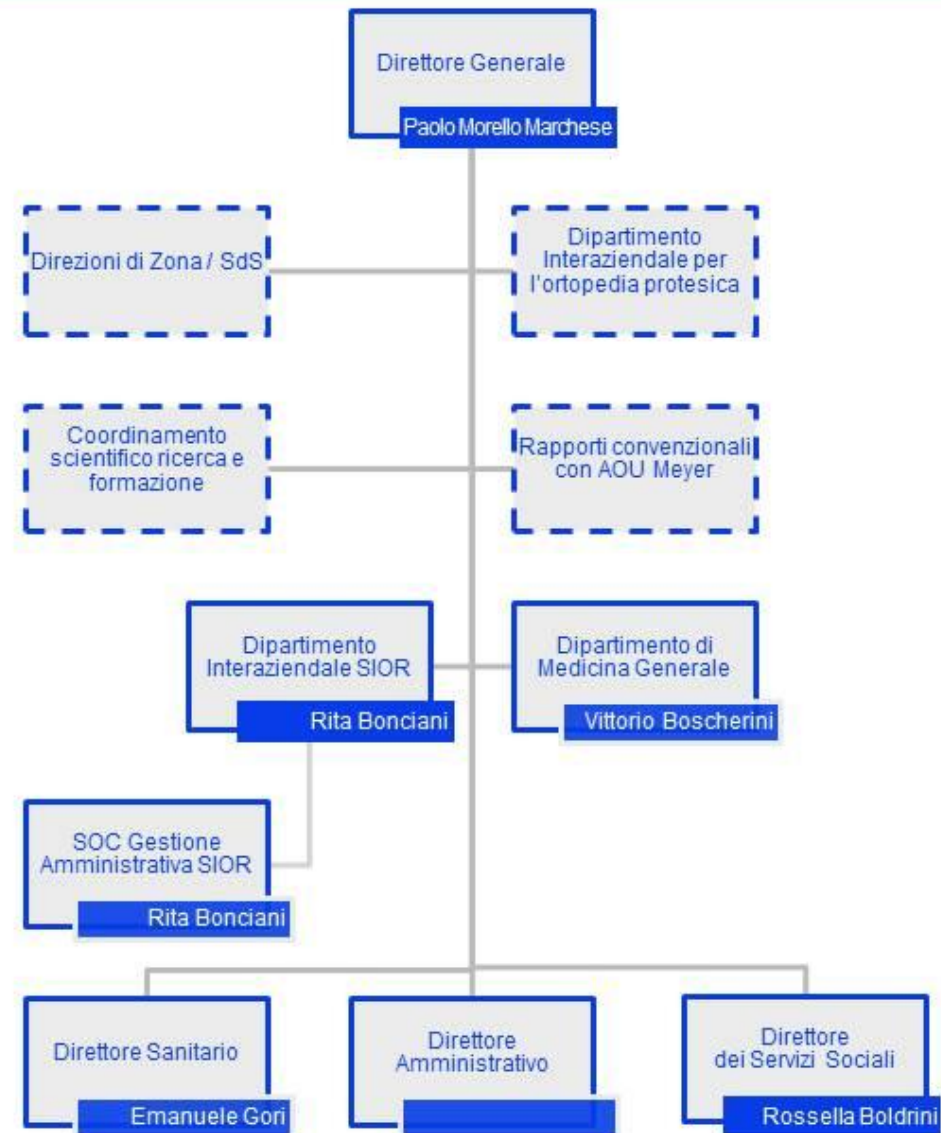 Direttore Generale
Paolo Morello Marchese
Direzioni di Zona / SdS
Dipartimento
Interaziendale per
l'ortopedia protesica
Coordinamento
scientifico ricerca e
formazione
Rapporti convenzionali
con AOU Meyer
Dipartimento
Interaziendale SIOR
Rita Bonciani
Dipartimento di
Medicina Generale
Vittorio Boscherini
SOC Gestione
Amministrativa SIOR
Rita Bonciani
Direttore Sanitario
Emanuele Gori
Direttore
Amministrativo
Direttore
dei Servizi Sociali
Rossella Boldrini